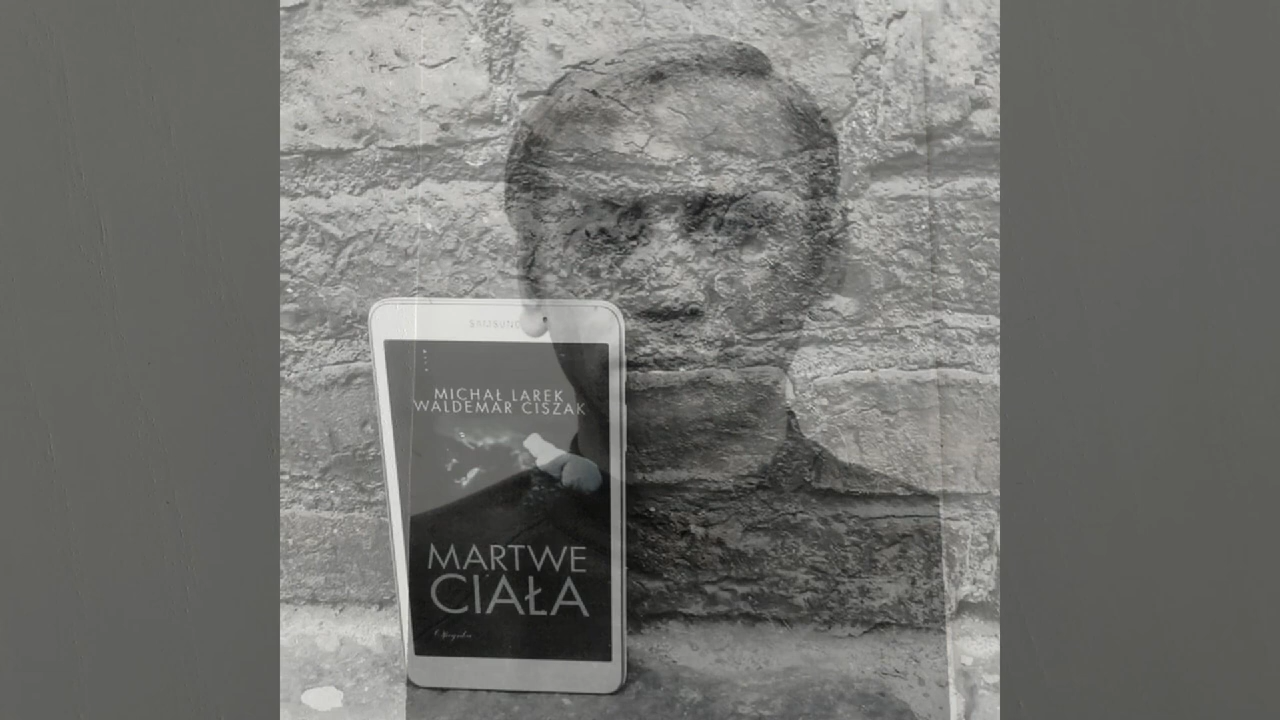 SAMSUNG
MICHAŁ LAREK
WALDEMAR CISZAK
MARTWE
CIAŁA